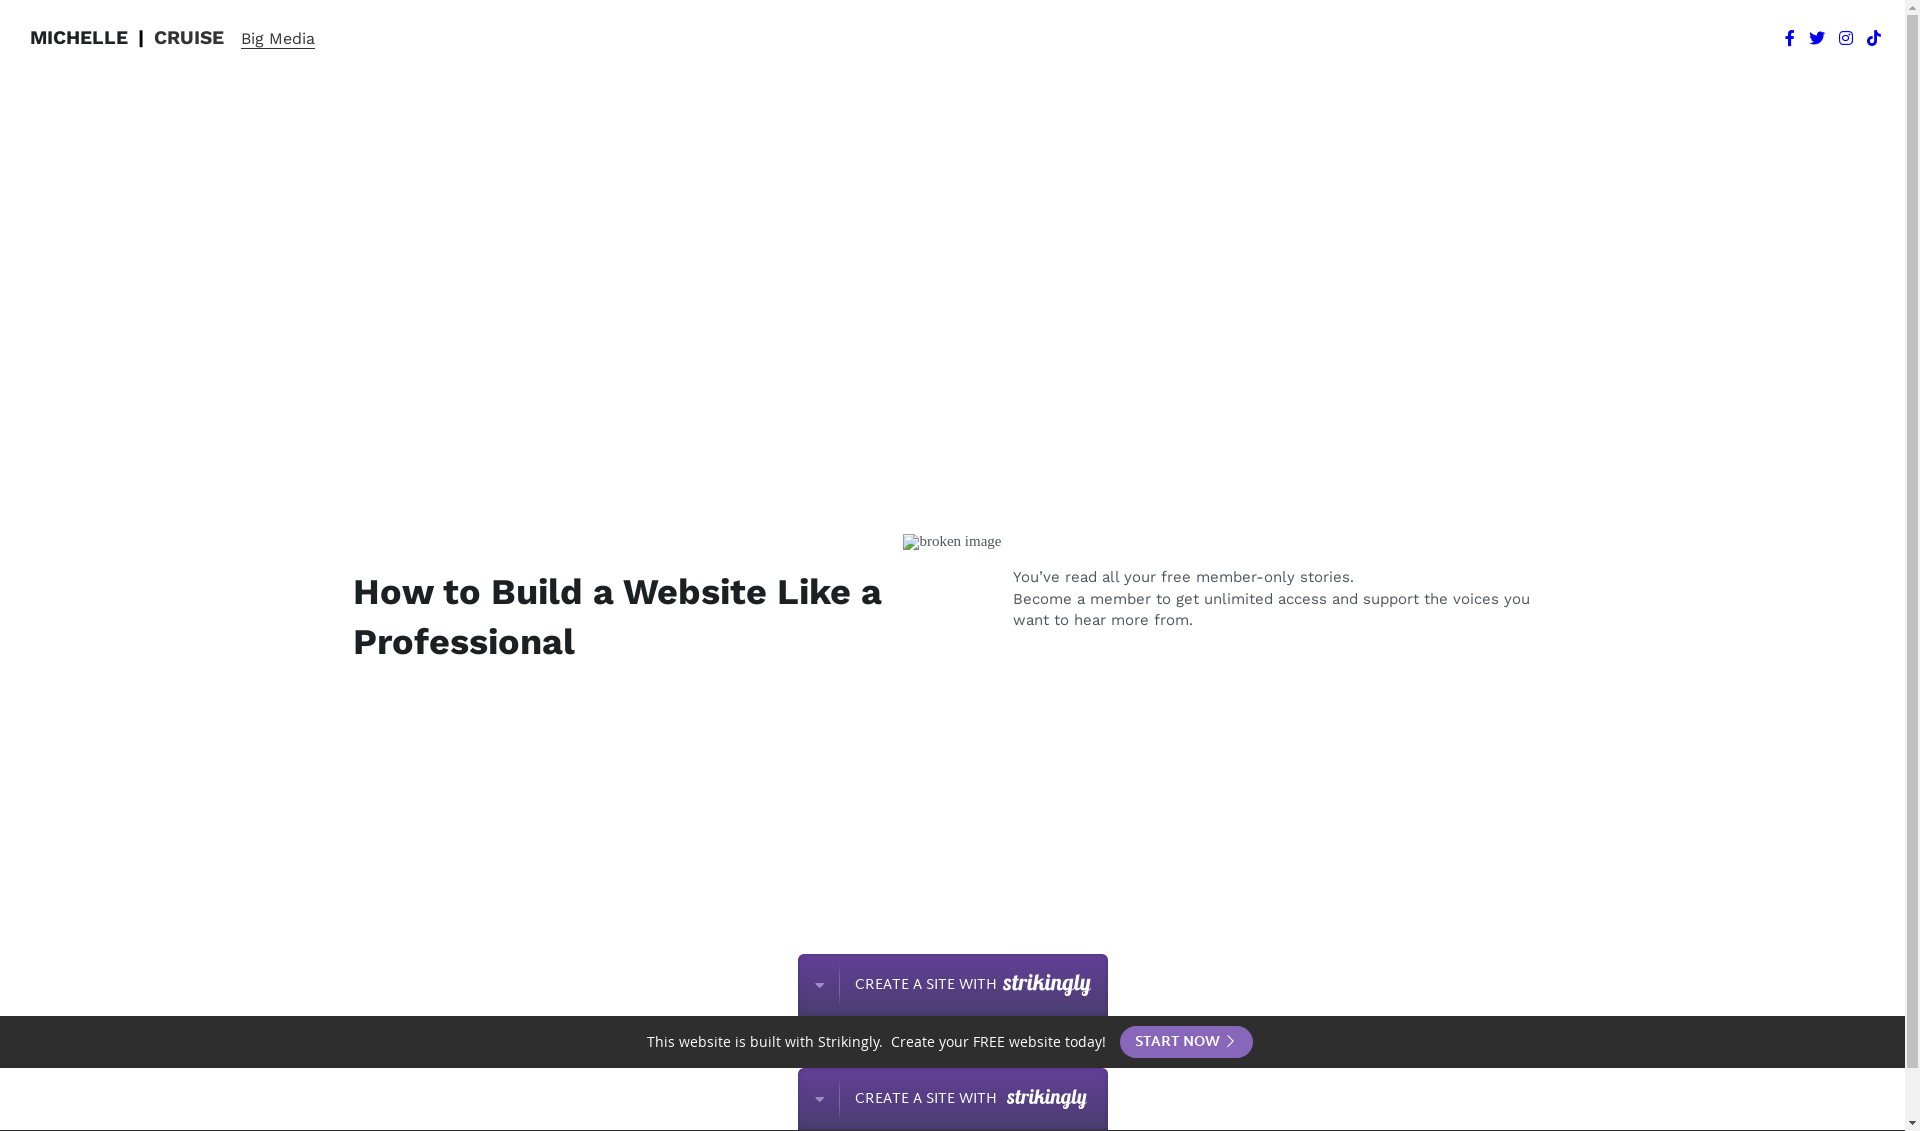 MICHELLE | CRUISE Big Media
broken image
How to Build a Website Like a
Professional
You’ve read all your free member-only stories.
Become a member to get unlimited access and support the voices you
want to hear more from.
CREATE A SITE WITH strikingly
This website is built with Strikingly. Create your FREE website today! START NOW
CREATE A SITE WITH strikingly